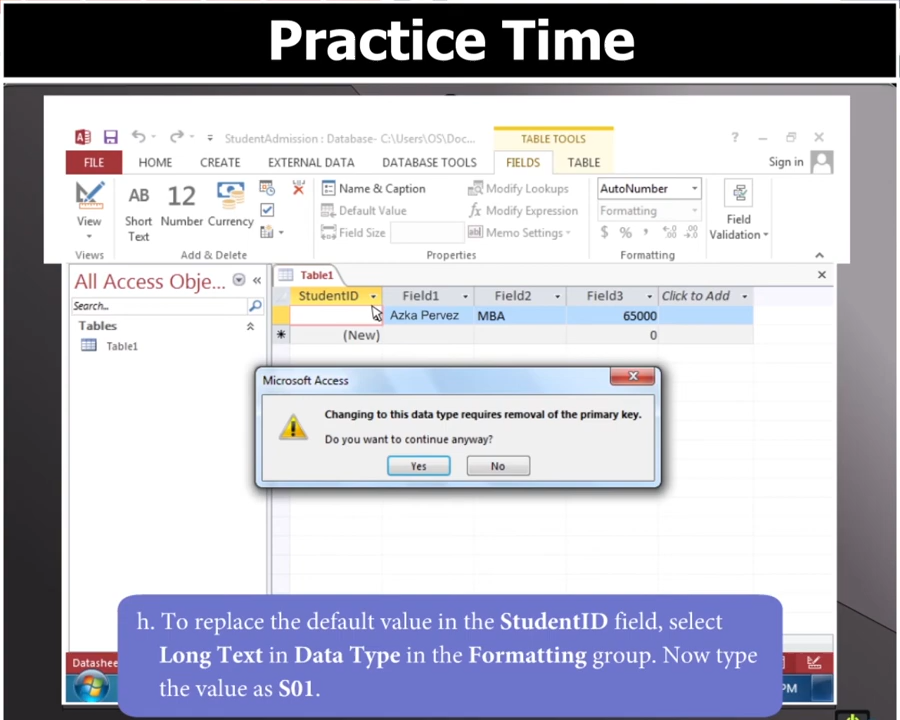 Practice Time
StudentAdmission : Database- C:\Users\OS\Doc...
TABLE TOOLS
?
FILE HOME CREATE EXTERNAL DATA DATABASE TOOLS FIELDS TABLE Sign in
AB 12
View Short Text Number Currency
Name & Caption
Default Value
Field Size
Modify Lookups
fx Modify Expression
ab Memo Settings
AutoNumber
Formatting
$ % ,
Field Validation
Views Add & Delete Properties Formatting
All Access Obje... «
Search...
Tables
Table1
Table1
StudentID Field1 Field2 Field3 Click to Add
Azka Pervez MBA 65000
(New) 0
Microsoft Access
Changing to this data type requires removal of the primary key.
Do you want to continue anyway?
Yes No
h. To replace the default value in the StudentID field, select
Long Text in Data Type in the Formatting group. Now type
the value as S01.
Datashee
PM